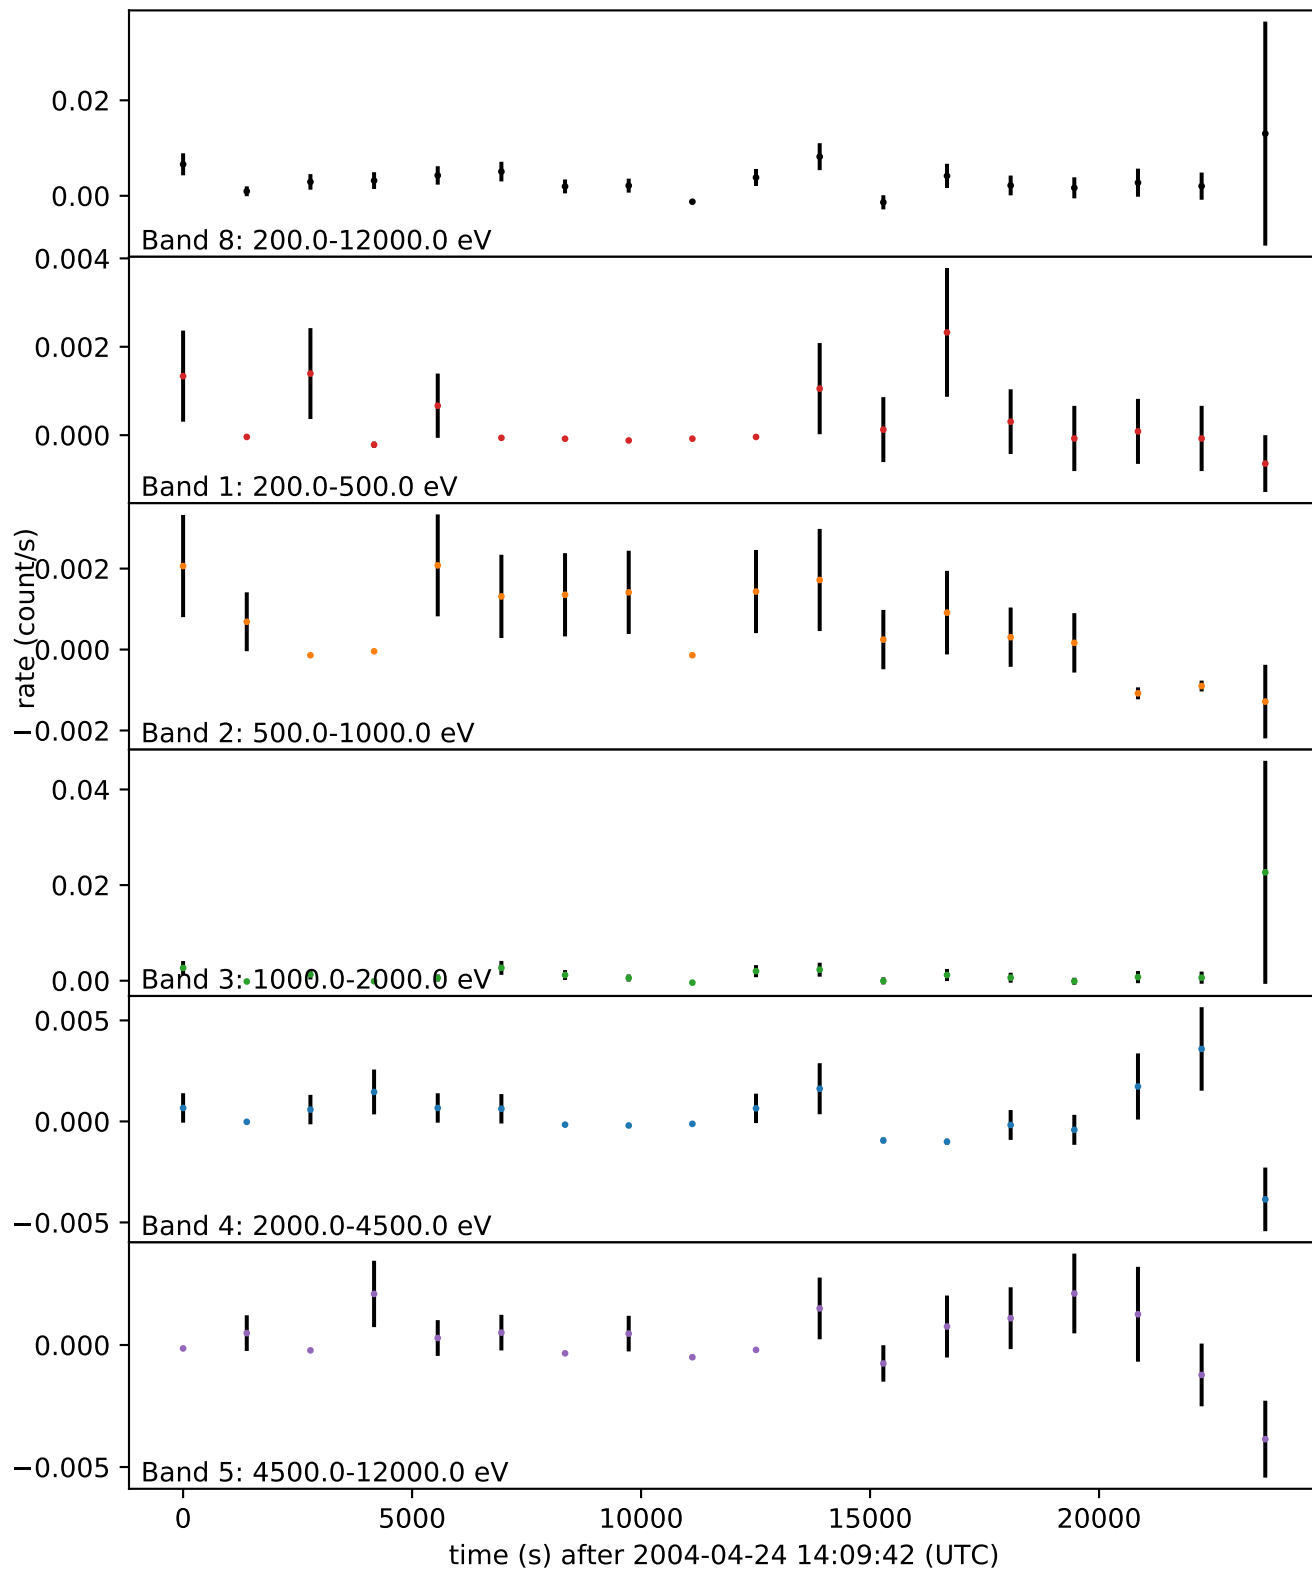 0.02
0.00
Band 8: 200.0-12000.0 eV
0.004
0.002
0.000
Band 1: 200.0-500.0 eV
rate (count/s)
0.002
0.000
−0.002
Band 2: 500.0-1000.0 eV
0.04
0.02
0.00
Band 3: 1000.0-2000.0 eV
0.005
0.000
−0.005
Band 4: 2000.0-4500.0 eV
0.000
−0.005
Band 5: 4500.0-12000.0 eV
0 5000 10000 15000 20000
time (s) after 2004-04-24 14:09:42 (UTC)